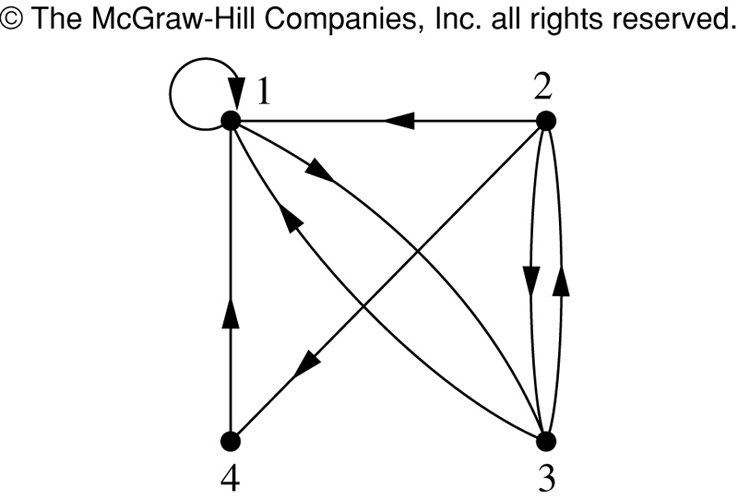 © The McGraw-Hill Companies, Inc. all rights reserved.
1 2
4 3